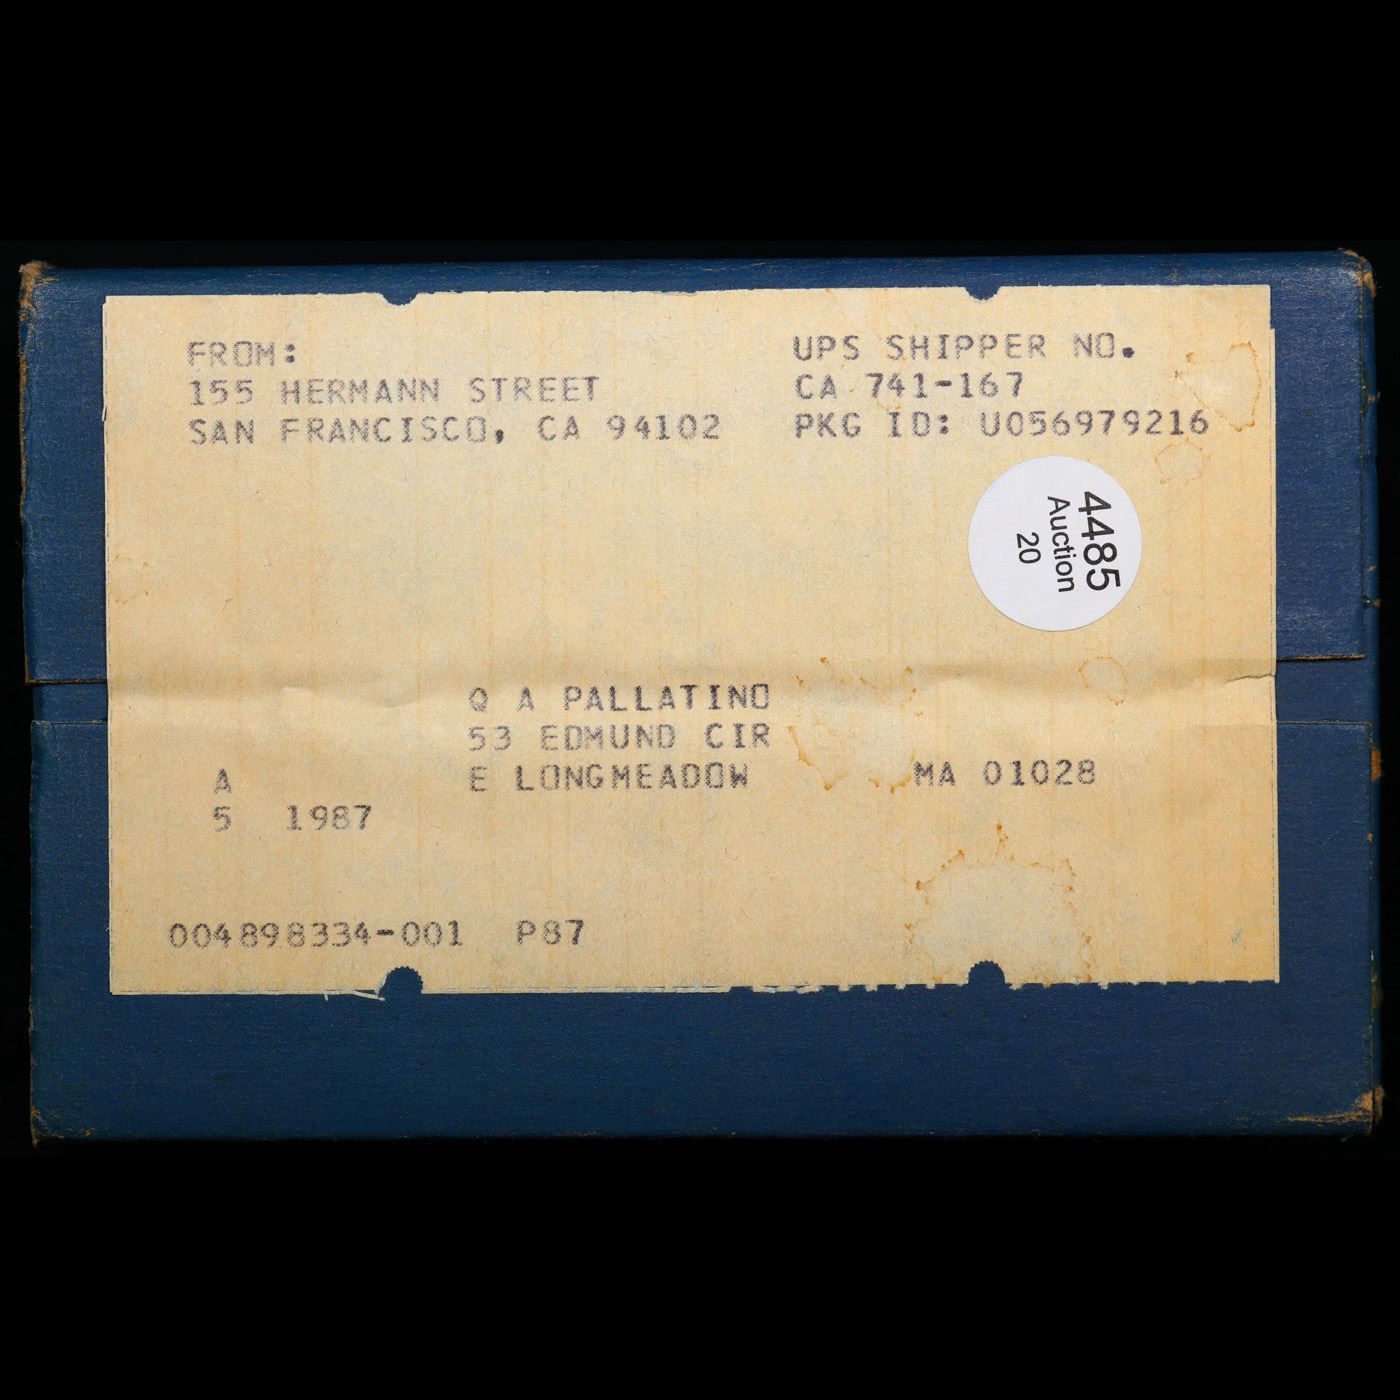 FROM:
155 HERMANN STREET
SAN FRANCISCO, CA 94102
UPS SHIPPER NO.
CA 741-167
PKG ID: U056979216
4485
Auction
20
Q A PALLATINO
53 EDMUND CIR
E LONGMEADOW MA 01028
A
5 1987
004898334-001 P87